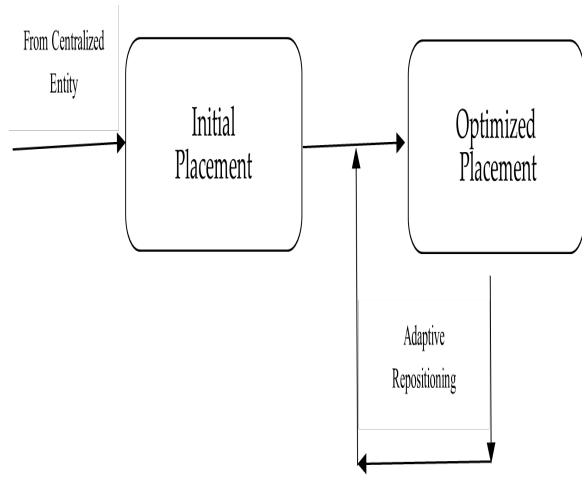 From Centralized
Entity
Initial
Placement
Optimized
Placement
Adaptive
Repositioning